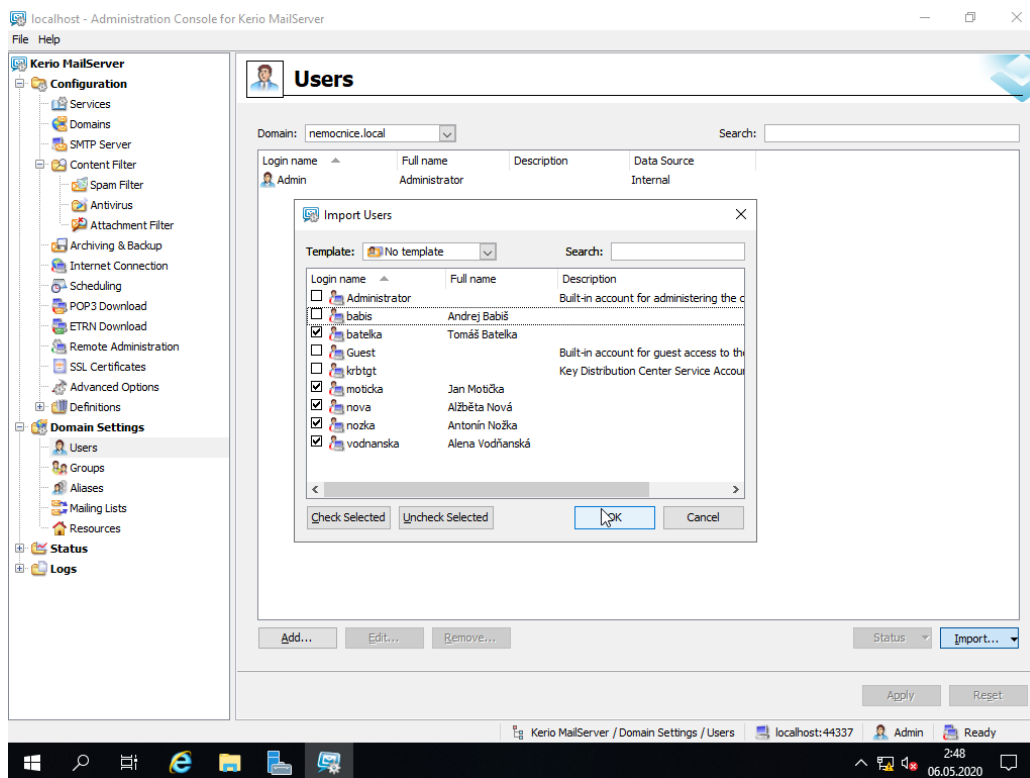 localhost - Administration Console for Kerio MailServer
File Help
Kerio MailServer
Configuration
Services
Domains
SMTP Server
Content Filter
Spam Filter
Antivirus
Attachment Filter
Archiving & Backup
Internet Connection
Scheduling
POP3 Download
ETRN Download
Remote Administration
SSL Certificates
Advanced Options
Definitions
Domain Settings
Users
Groups
Aliases
Mailing Lists
Resources
Status
Logs
Users
Domain: nemocnice.local Search:
Login name Full name Description Data Source
Admin Administrator Internal
Import Users
Template: No template Search:
Login name Full name Description
Administrator Built-in account for administering the c
babis Andrej Babiš
batelka Tomáš Batelka
Guest Built-in account for guest access to the
krbtgt Key Distribution Center Service Accou
moticka Jan Motička
nova Alžběta Nová
nozka Antonín Nožka
vodnanska Alena Vodňanská
Check Selected Uncheck Selected OK Cancel
Add... Edit... Remove... Status Import...
Apply Reset
Kerio MailServer / Domain Settings / Users localhost:44337 Admin Ready
2:48
06.05.2020